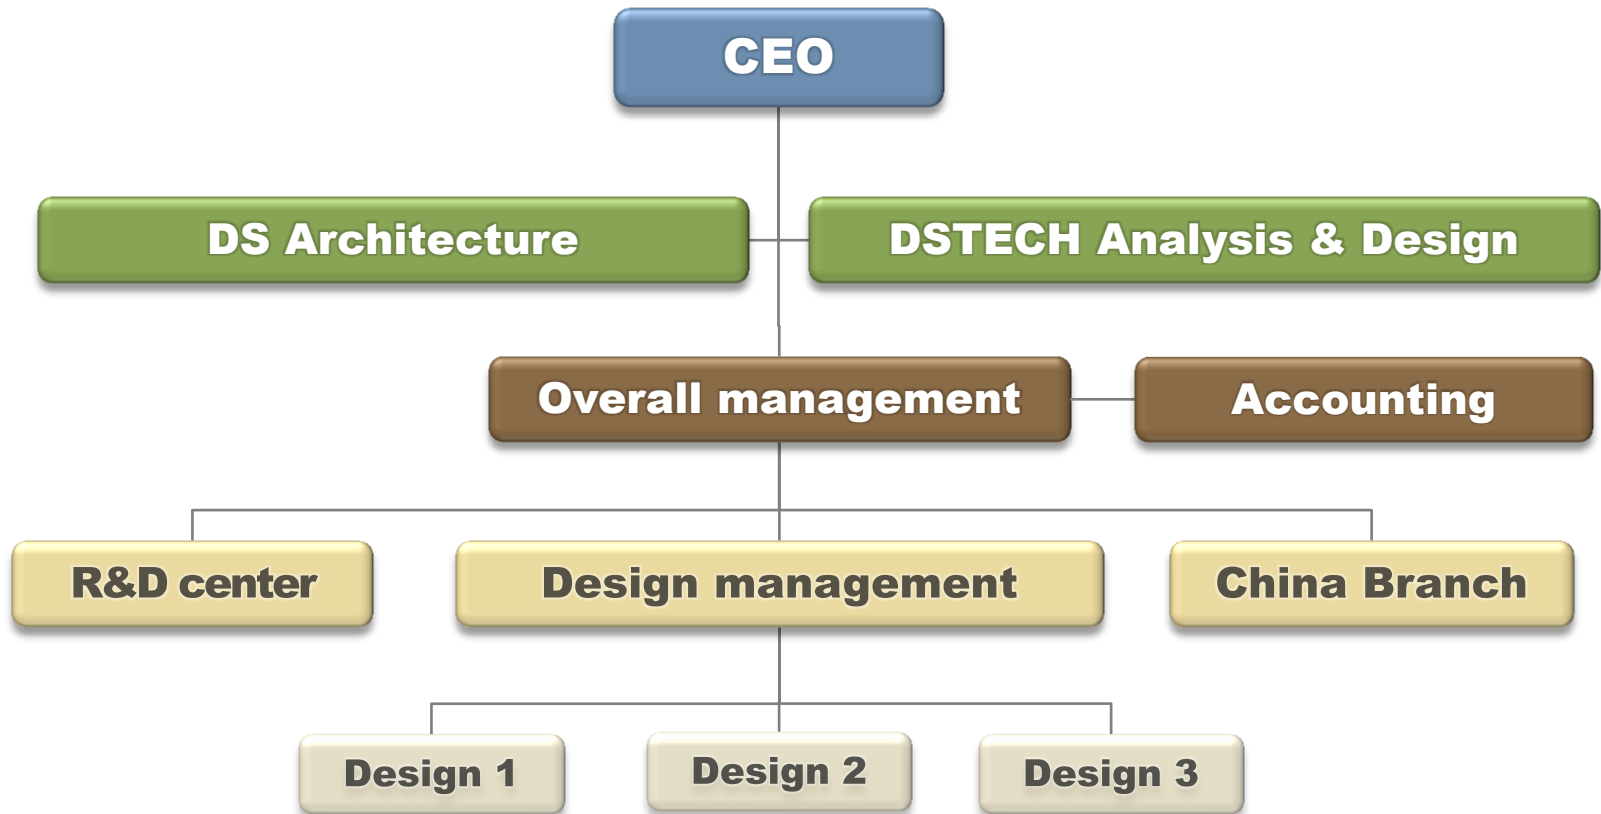 CEO
DS Architecture
DSTECH Analysis & Design
Overall management
Accounting
R&D center
Design management
China Branch
Design 1
Design 2
Design 3